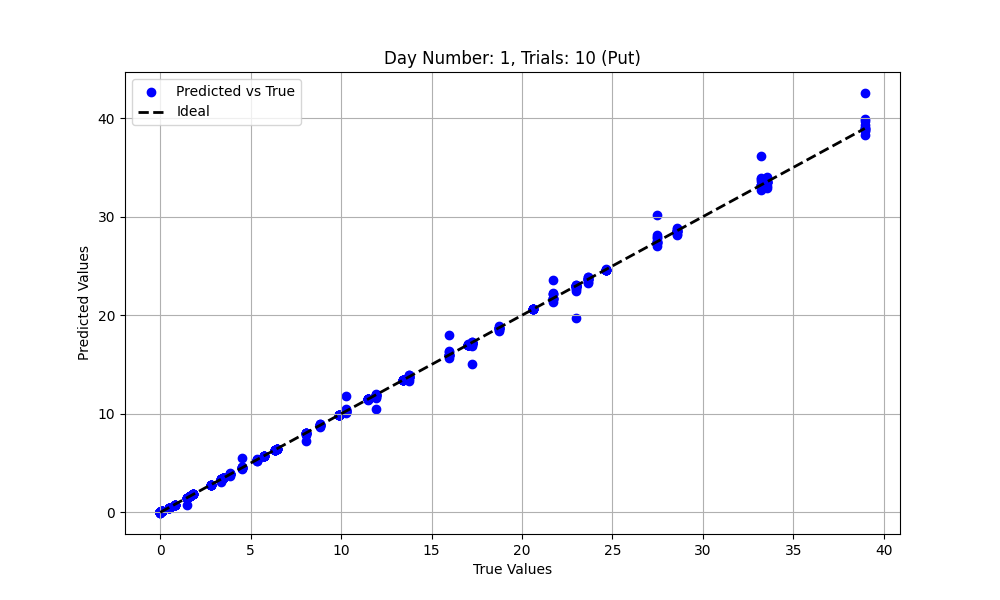 Day Number: 1, Trials: 10 (Put)
Predicted vs True
Ideal
Predicted Values
40
30
20
10
0
0 5 10 15 20 25 30 35 40
True Values